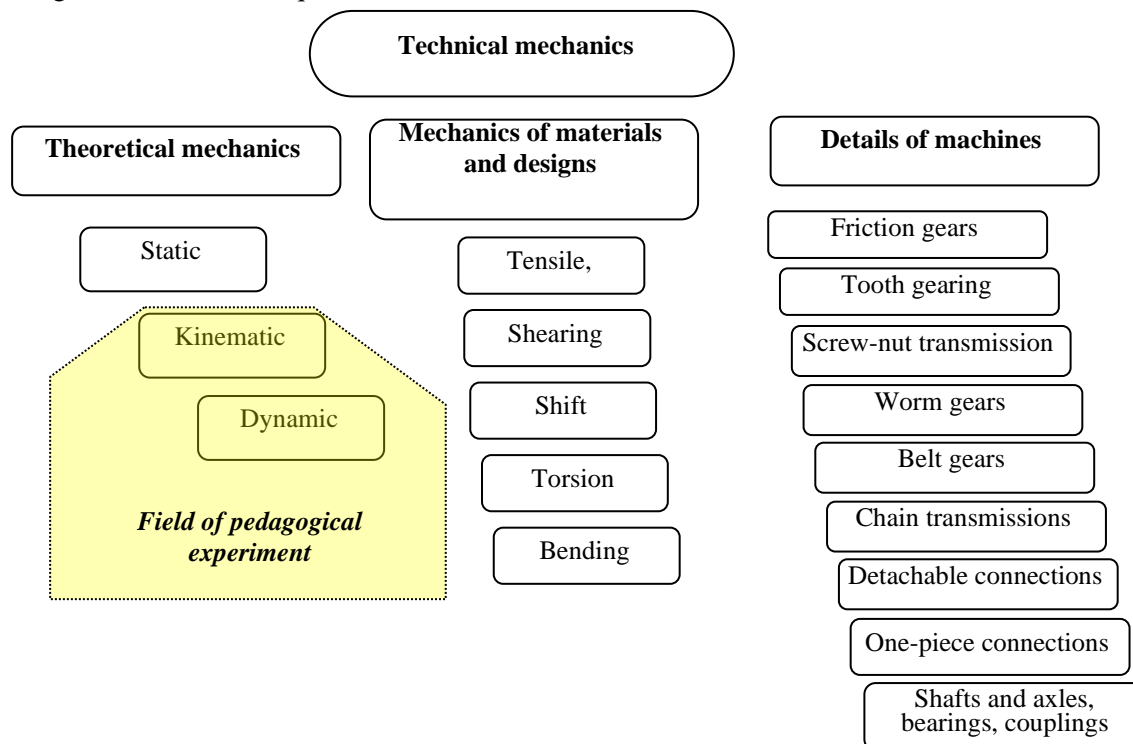 Technical mechanics
Theoretical mechanics
Mechanics of materials
and designs
Details of machines
Static
Kinematic
Dynamic
Field of pedagogical
experiment
Tensile,
Shearing
Shift
Torsion
Bending
Friction gears
Tooth gearing
Screw-nut transmission
Worm gears
Belt gears
Chain transmissions
Detachable connections
One-piece connections
Shafts and axles,
bearings, couplings